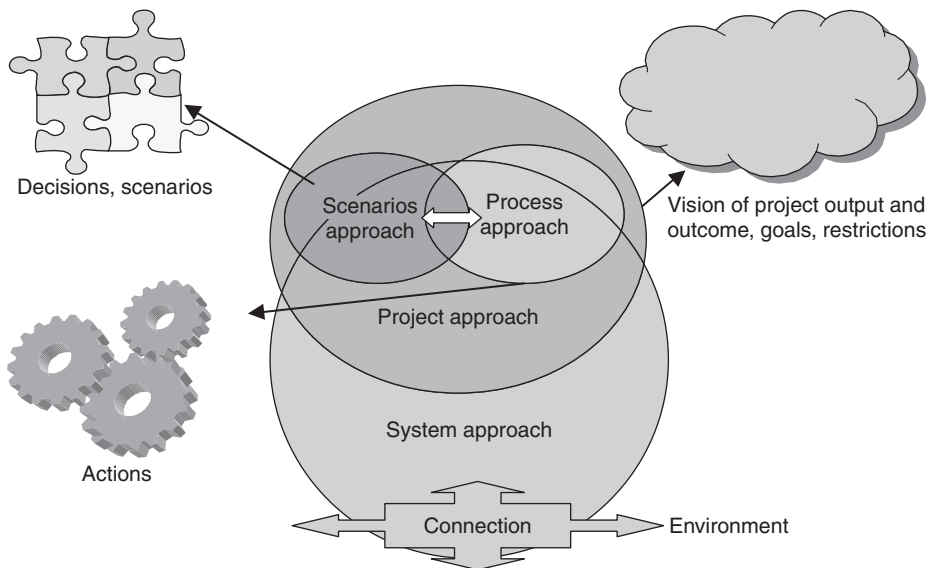 Decisions, scenarios
Scenarios
approach
Process
approach
Vision of project output and
outcome, goals, restrictions
Project approach
System approach
Actions
Connection
Environment